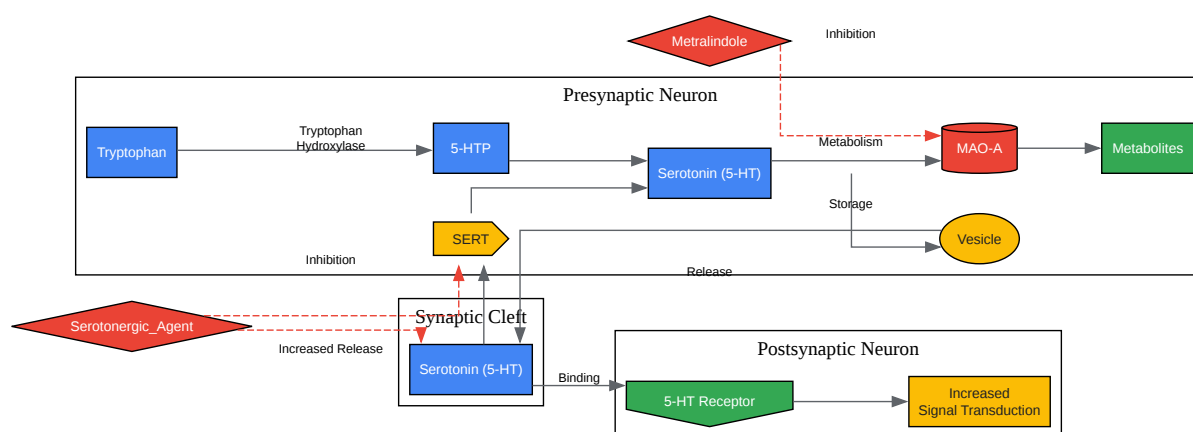 Metralindole
Inhibition
Presynaptic Neuron
Tryptophan
Tryptophan
Hydroxylase
5-HTP
Serotonin (5-HT)
Metabolism
MAO-A
Metabolites
Storage
SERT
Vesicle
Inhibition
Release
Serotonergic_Agent
Increased Release
Synaptic Cleft
Serotonin (5-HT)
Binding
Postsynaptic Neuron
5-HT Receptor
Increased
Signal Transduction